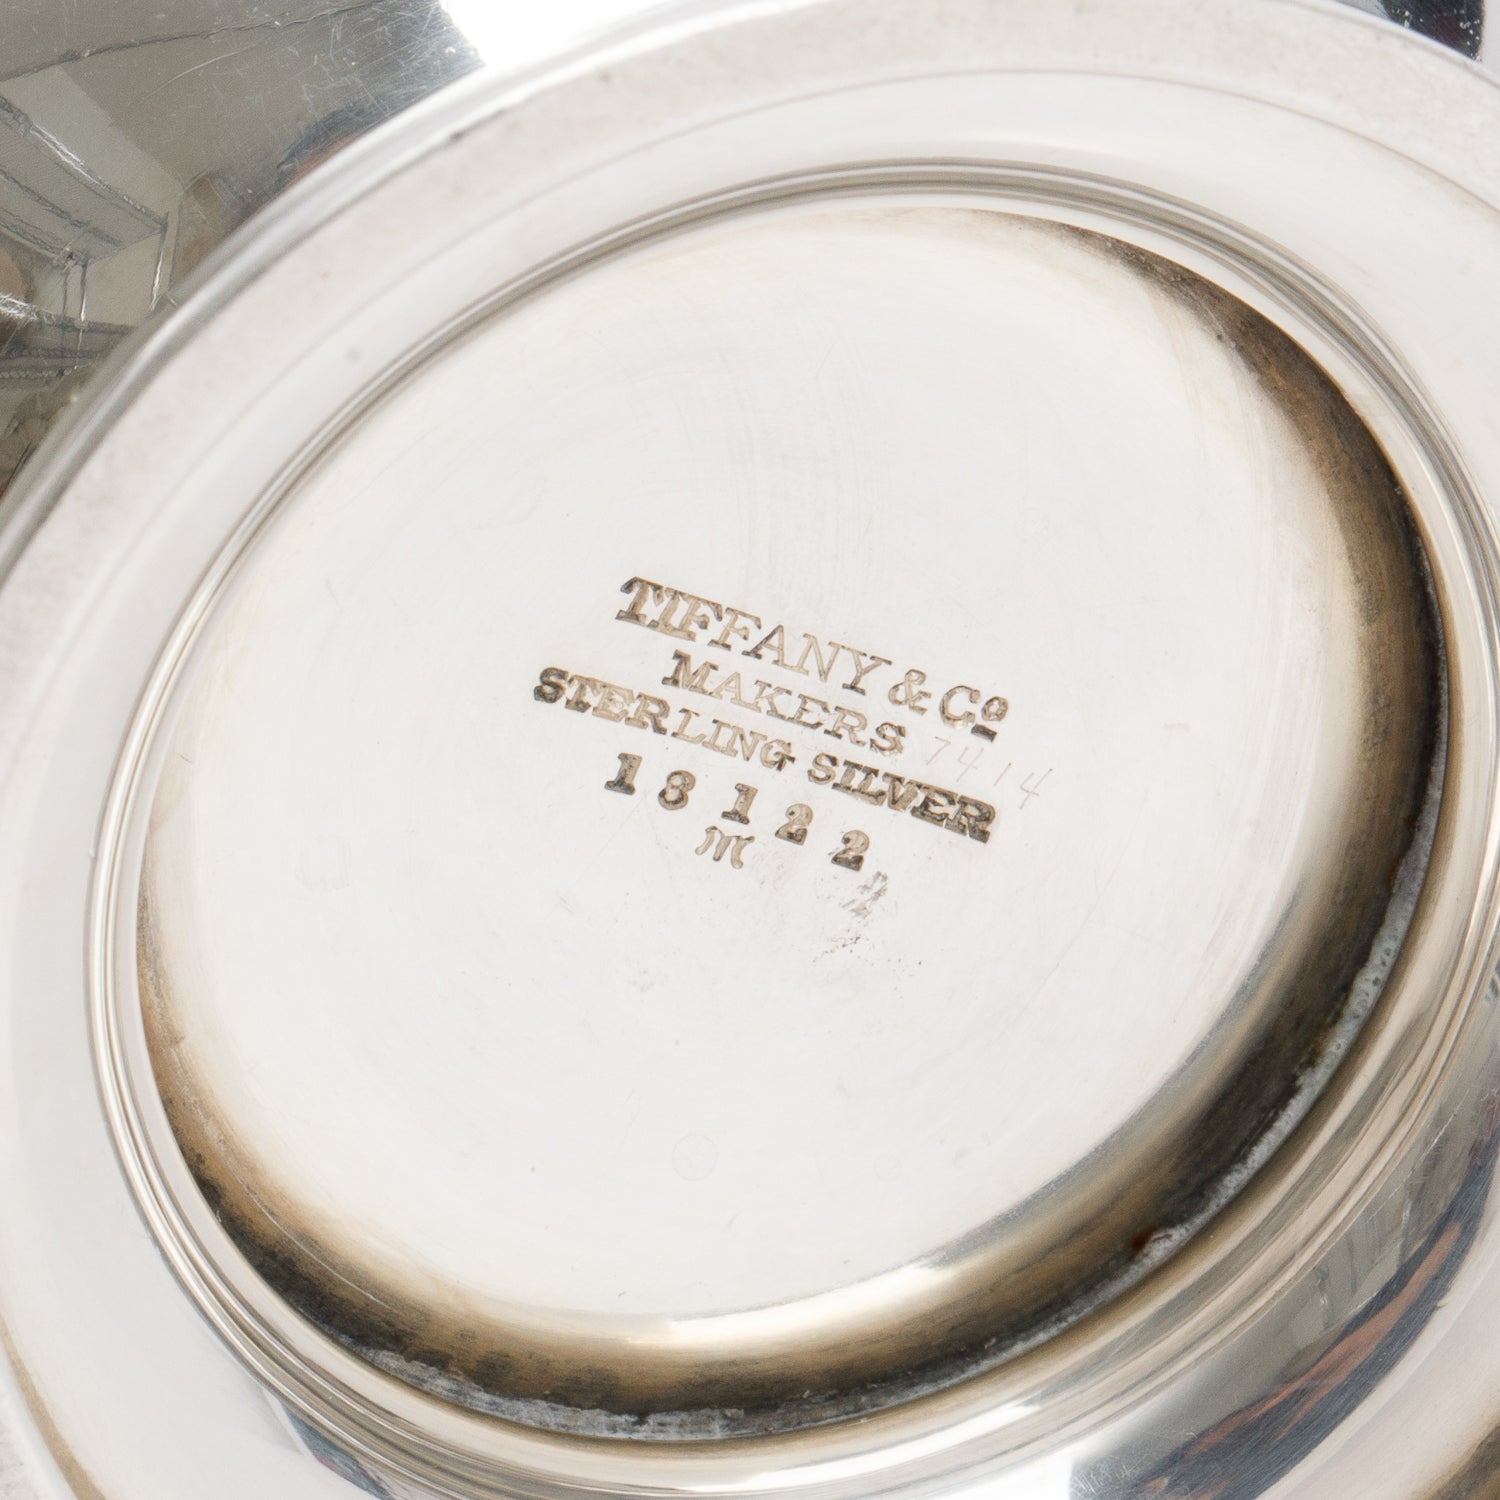 TIFFANY & Cº
MAKERS
STERLING SILVER
7414
18122
M